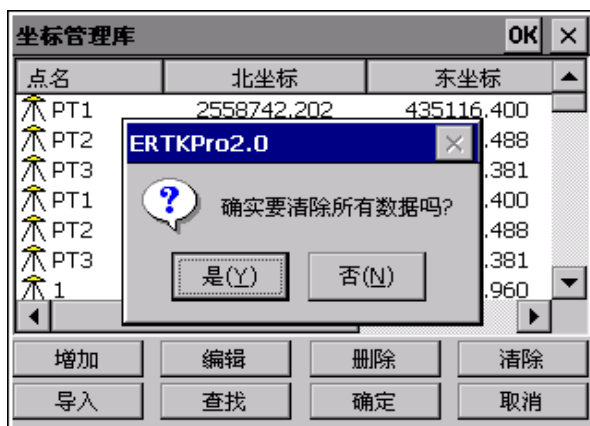 坐标管理库 OK ×
点名 北坐标 东坐标
PT1 2558742.202 435116.400
PT2 .488
PT3 .381
PT1 .400
PT2 .488
PT3 .381
1 .960
ERTKPro2.0 ×
确实要清除所有数据吗?
是(Y) 否(N)
增加 编辑 删除 清除
导入 查找 确定 取消